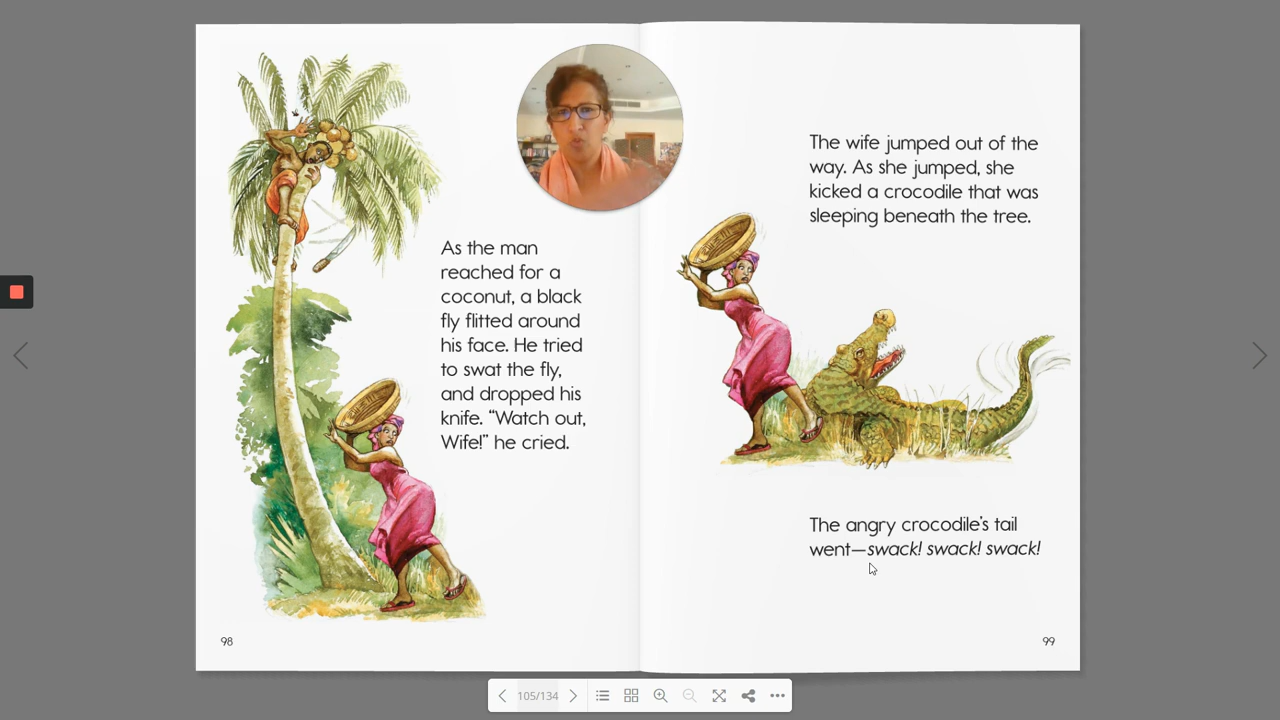 As the man
reached for a
coconut, a black
fly flitted around
his face. He tried
to swat the fly,
and dropped his
knife. “Watch out,
Wife!” he cried.
98
The wife jumped out of the
way. As she jumped, she
kicked a crocodile that was
sleeping beneath the tree.
The angry crocodile’s tail
went—swack! swack! swack!
99
105/134